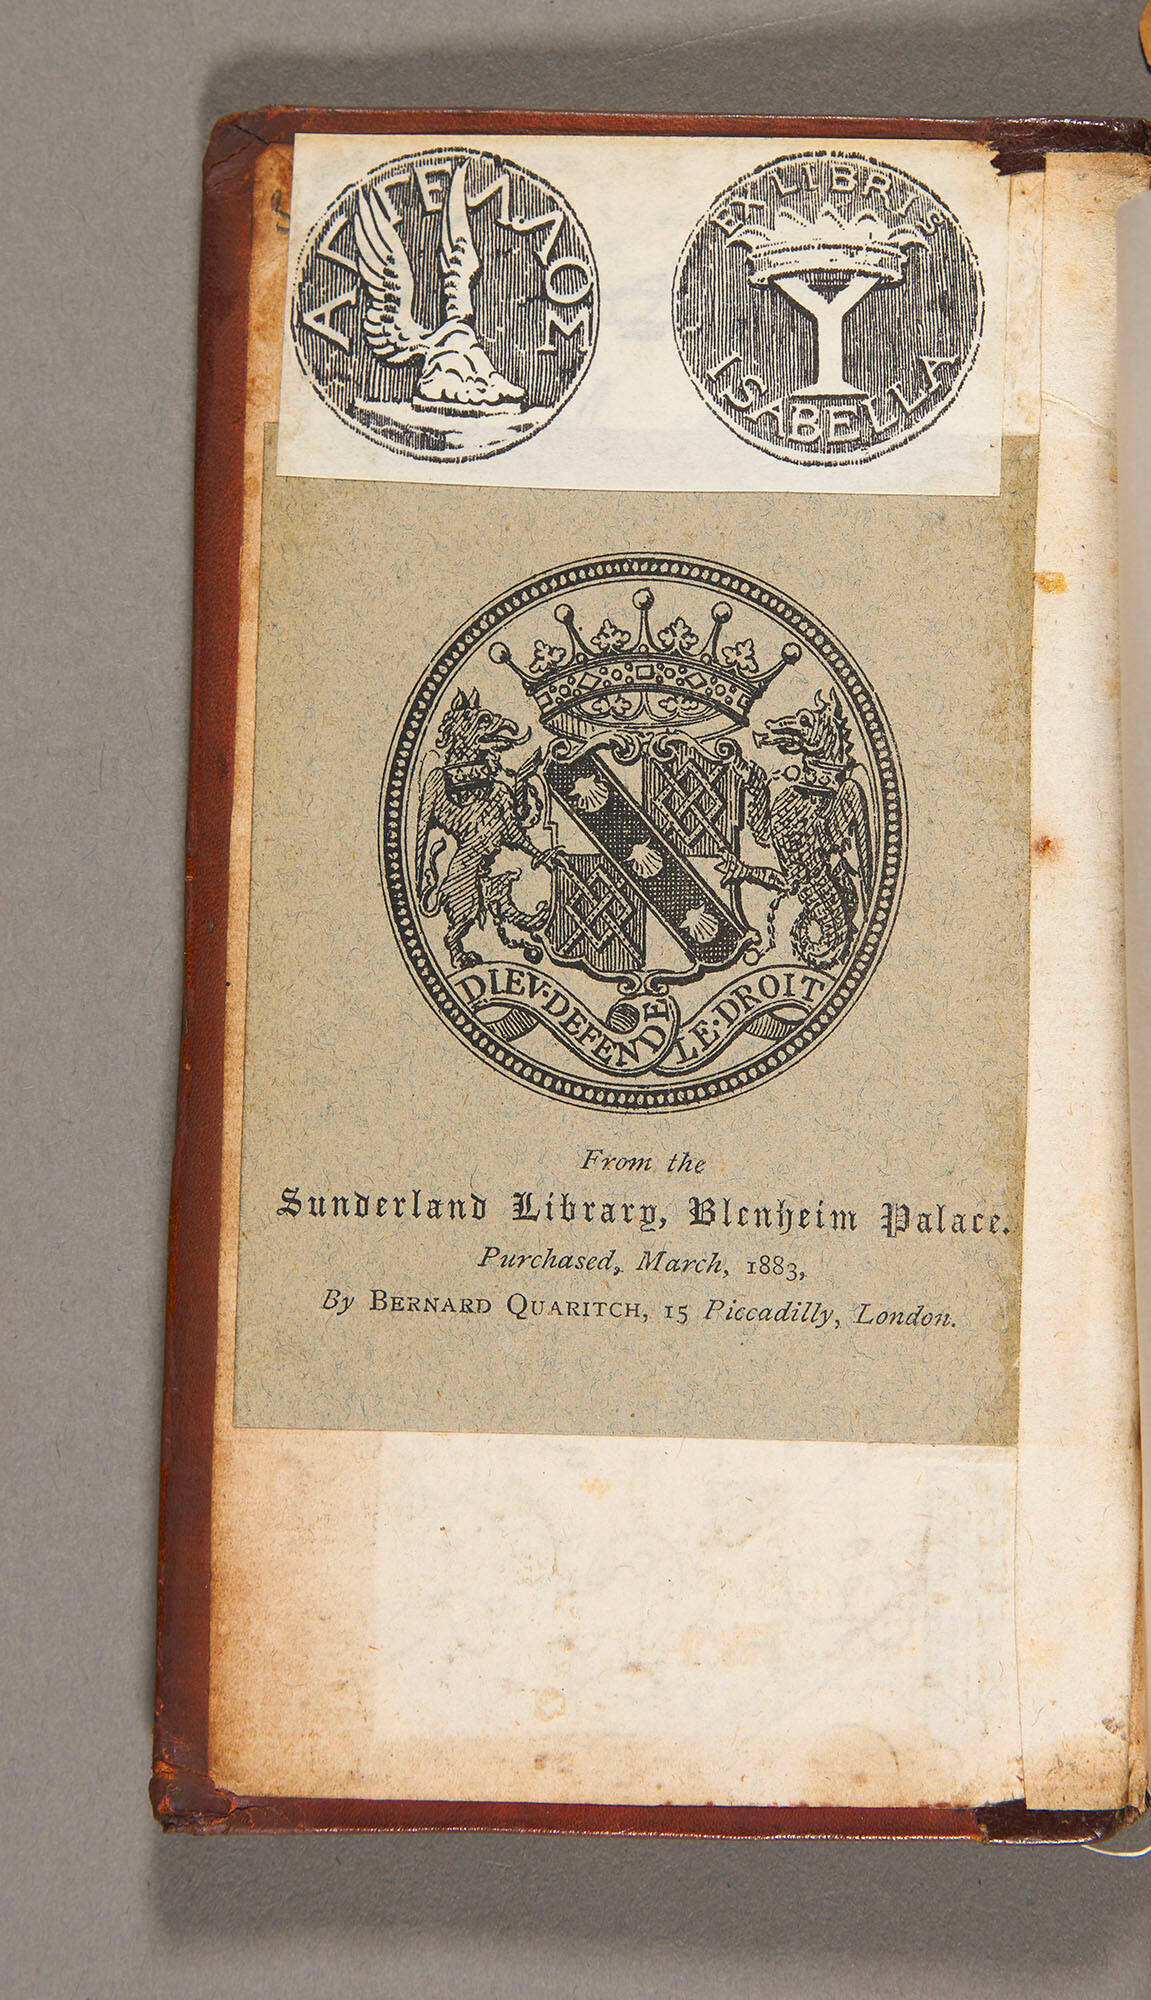 EX LIBRIS
Y
ISABELLA
DIEV·DEFENDE LE·DROIT
From the
Sunderland Library, Blenheim Palace.
Purchased, March, 1883,
By BERNARD QUARITCH, 15 Piccadilly, London.